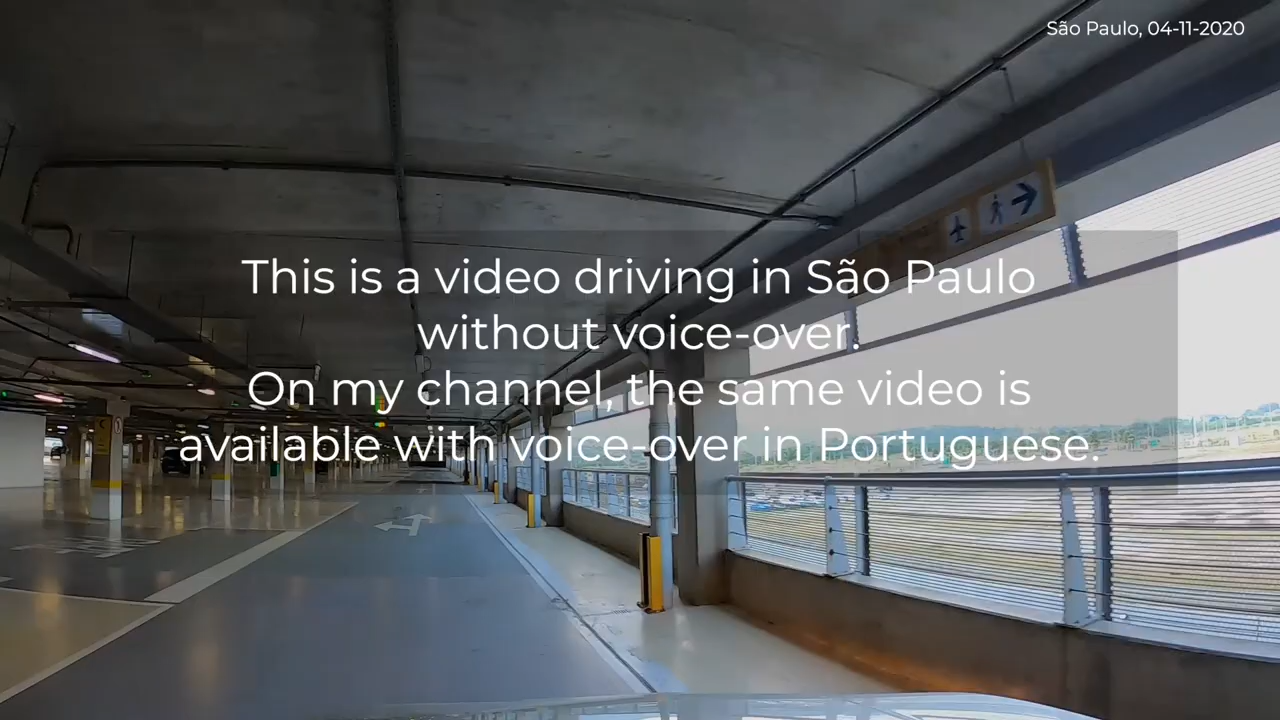 São Paulo, 04-11-2020
This is a video driving in São Paulo
without voice-over.
On my channel, the same video is
available with voice-over in Portuguese.